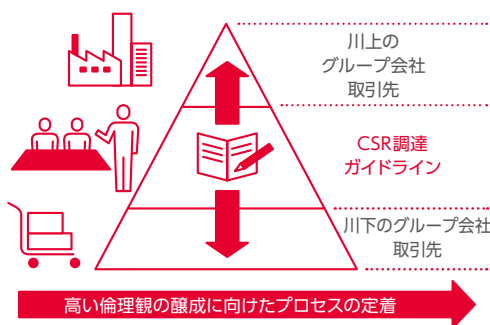 川上の
グループ会社
取引先
CSR調達
ガイドライン
川下のグループ会社
取引先
高い倫理観の醸成に向けたプロセスの定着